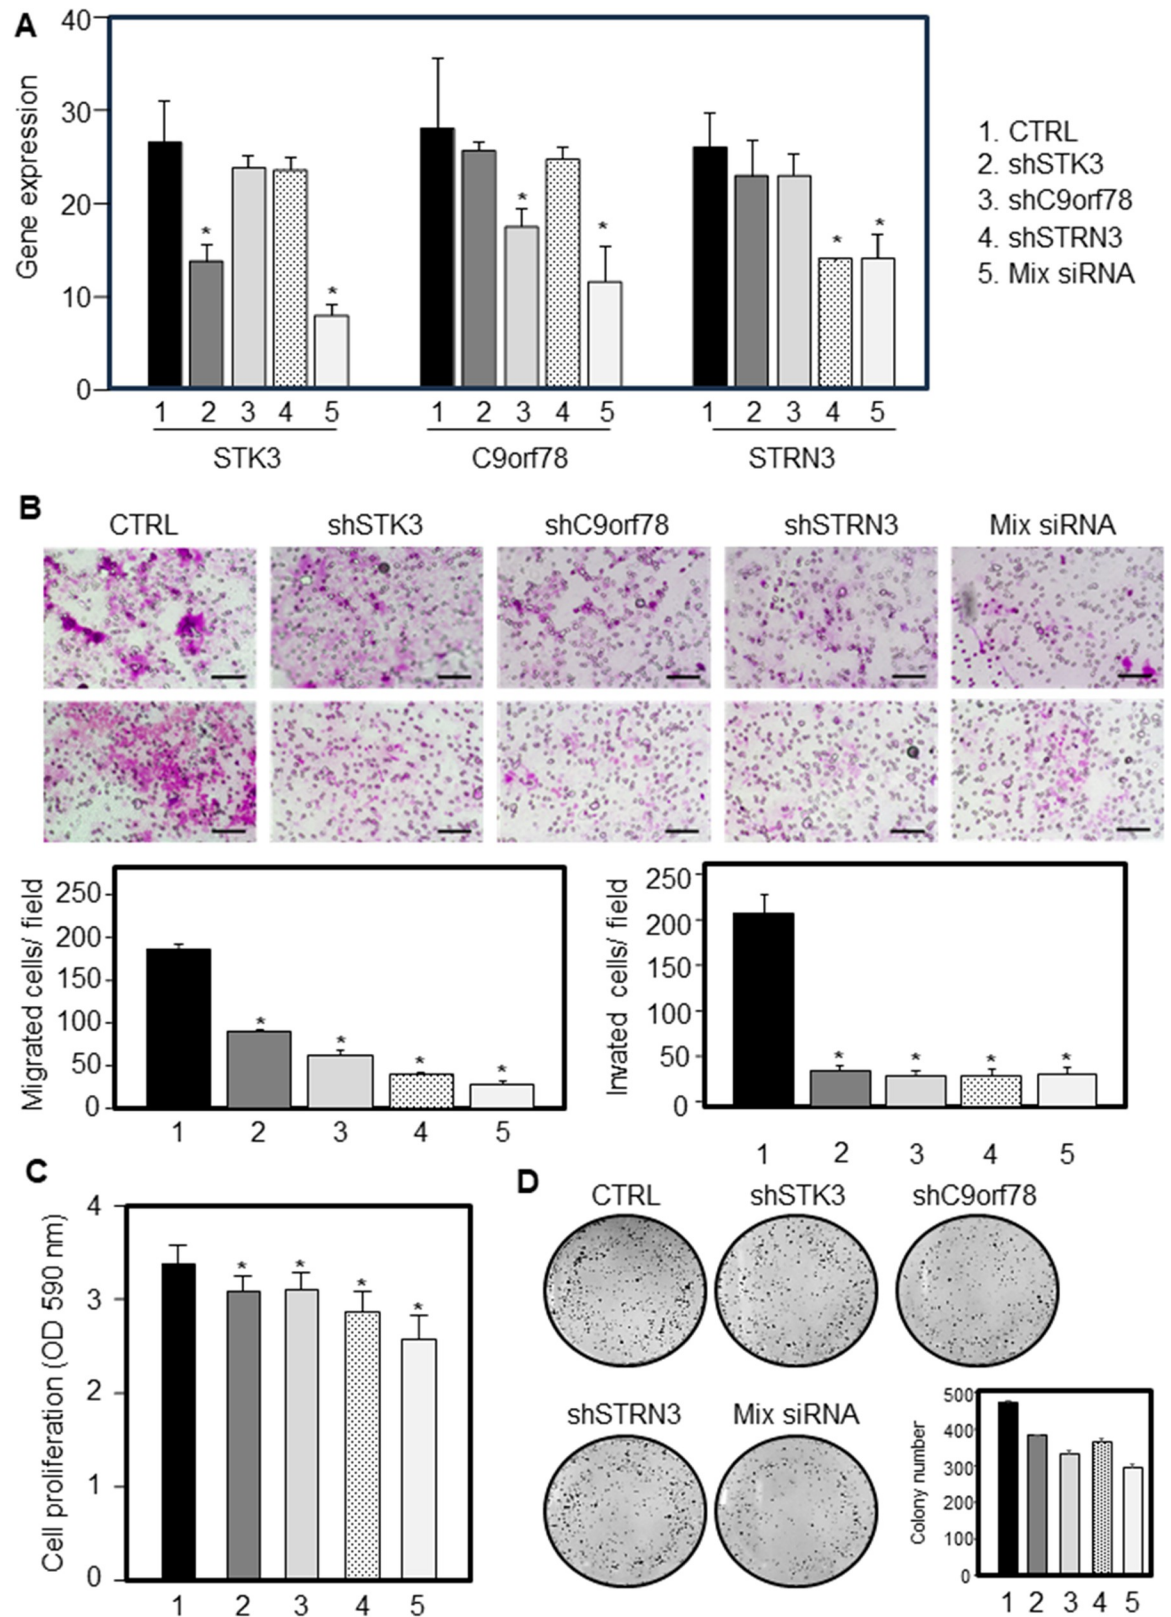 A
40
30
20
10
0
Gene expression
* * * * * *
1 2 3 4 5 1 2 3 4 5 1 2 3 4 5
STK3 C9orf78 STRN3
1. CTRL
2. shSTK3
3. shC9orf78
4. shSTRN3
5. Mix siRNA
B
CTRL shSTK3 shC9orf78 shSTRN3 Mix siRNA
Migrated cells/ field
250
200
150
100
50
0
* * * *
1 2 3 4 5
Invated cells/ field
250
200
150
100
50
0
* * * *
1 2 3 4 5
C
Cell proliferation (OD 590 nm)
4
3
2
1
0
* * * *
1 2 3 4 5
D
CTRL shSTK3 shC9orf78
shSTRN3 Mix siRNA
Colony number
500
400
300
200
100
0
1 2 3 4 5